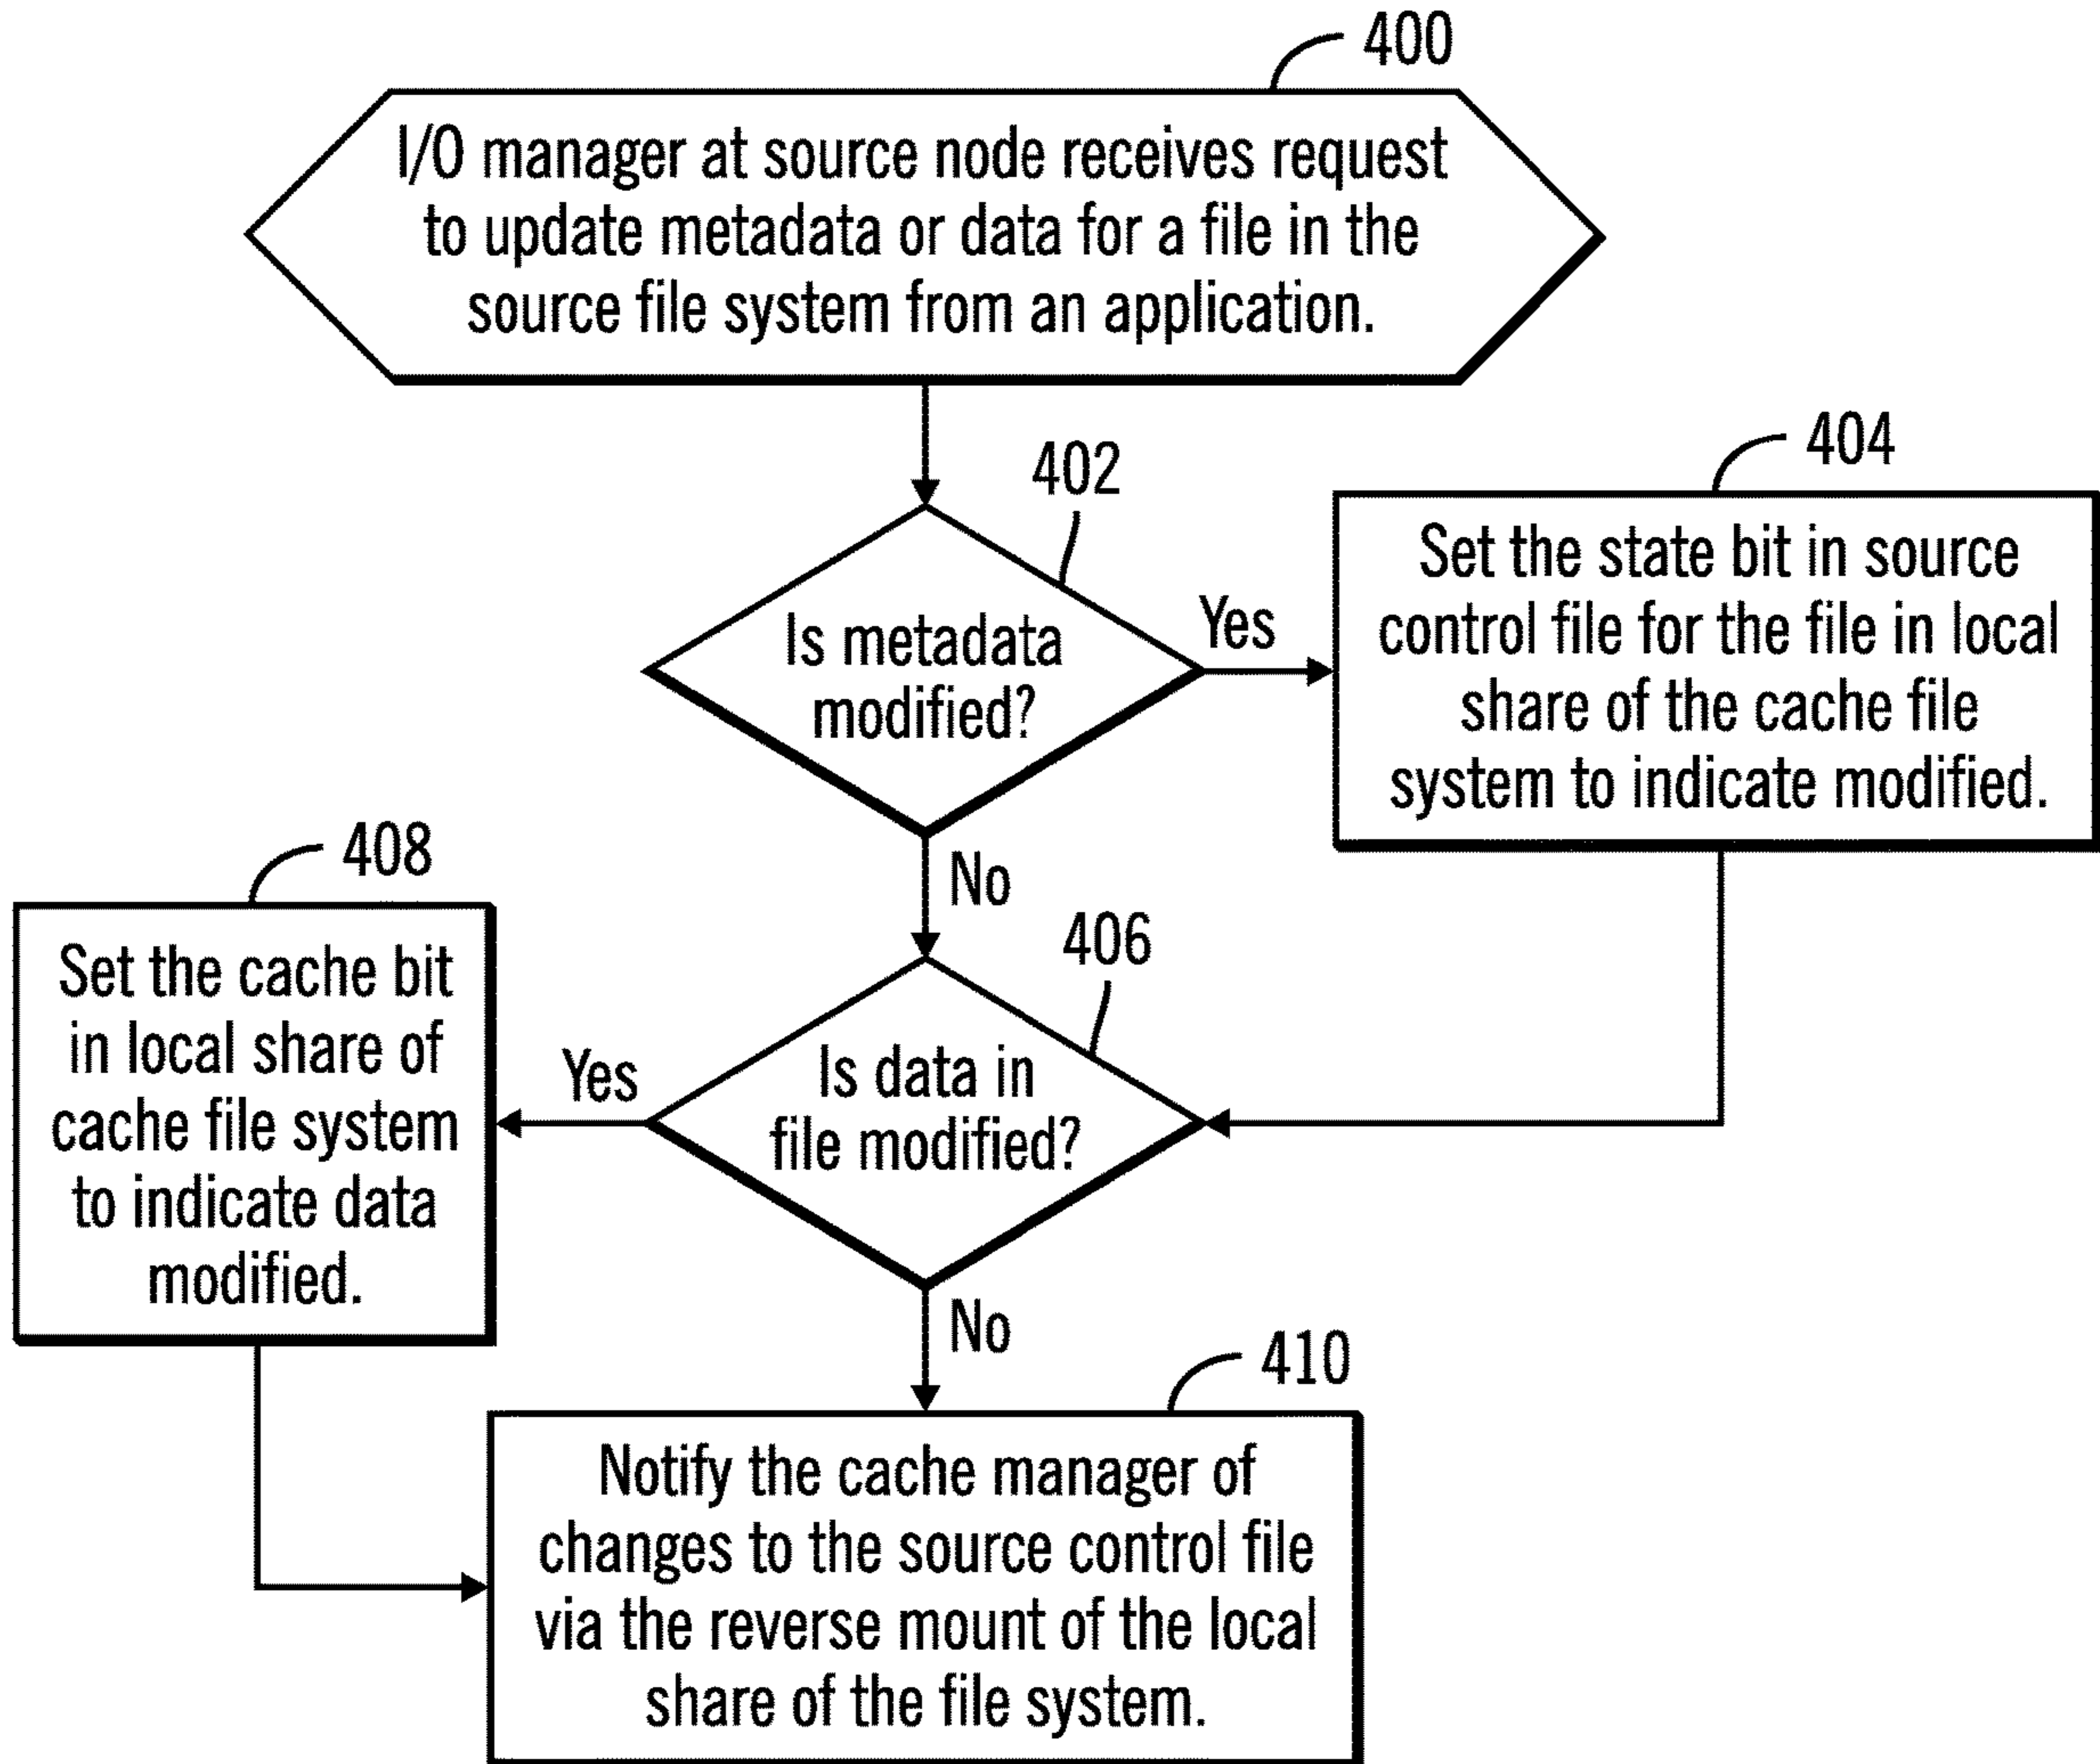 400
I/O manager at source node receives request
to update metadata or data for a file in the
source file system from an application.
402
Is metadata
modified?
Yes
404
Set the state bit in source
control file for the file in local
share of the cache file
system to indicate modified.
No
406
Is data in
file modified?
Yes
408
Set the cache bit
in local share of
cache file system
to indicate data
modified.
No
410
Notify the cache manager of
changes to the source control file
via the reverse mount of the local
share of the file system.